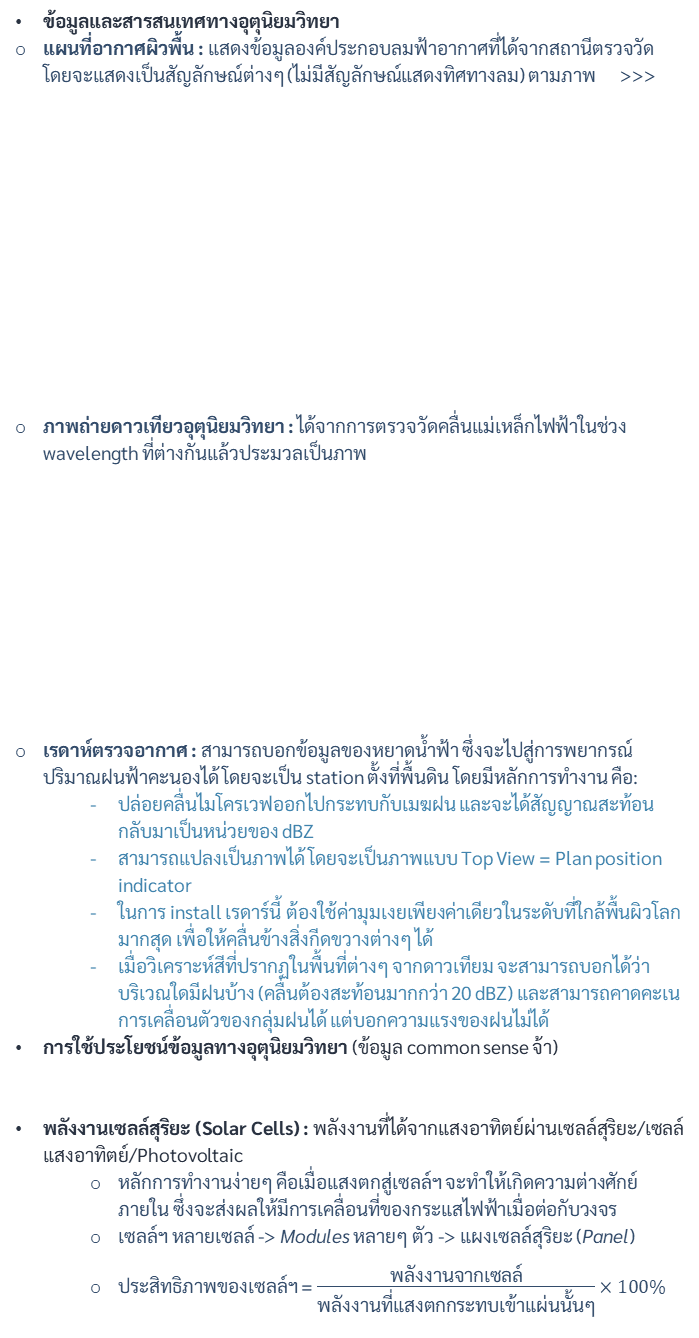 • ข้อมูลและสารสนเทศทางอุตุนิยมวิทยา
o แผนที่อากาศผิวพื้น : แสดงข้อมูลองค์ประกอบลมฟ้าอากาศที่ได้จากสถานีตรวจวัด
โดยจะแสดงเป็นสัญลักษณ์ต่างๆ (ไม่มีสัญลักษณ์แสดงทิศทางลม) ตามภาพ >>>
o ภาพถ่ายดาวเทียวอุตุนิยมวิทยา : ได้จากการตรวจวัดคลื่นแม่เหล็กไฟฟ้าในช่วง
wavelength ที่ต่างกันแล้วประมวลเป็นภาพ
o เรดาห์ตรวจอากาศ : สามารถบอกข้อมูลของหยาดน้ำฟ้า ซึ่งจะไปสู่การพยากรณ์
ปริมาณฝนฟ้าคะนองได้ โดยจะเป็น station ตั้งที่พื้นดิน โดยมีหลักการทำงาน คือ:
- ปล่อยคลื่นไมโครเวฟออกไปกระทบกับเมฆฝน และจะได้สัญญาณสะท้อน
กลับมาเป็นหน่วยของ dBZ
- สามารถแปลงเป็นภาพได้ โดยจะเป็นภาพแบบ Top View = Plan position
indicator
- ในการ install เรดาร์นี้ ต้องใช้ค่ามุมเงยเพียงค่าเดียวในระดับที่ใกล้พื้นผิวโลก
มากสุด เพื่อให้คลื่นข้างสิ่งกีดขวางต่างๆ ได้
- เมื่อวิเคราะห์สีที่ปรากฏในพื้นที่ต่างๆ จากดาวเทียม จะสามารถบอกได้ว่า
บริเวณใดมีฝนบ้าง (คลื่นต้องสะท้อนมากกว่า 20 dBZ) และสามารถคาดคะเน
การเคลื่อนตัวของกลุ่มฝนได้ แต่บอกความแรงของฝนไม่ได้
• การใช้ประโยชน์ข้อมูลทางอุตุนิยมวิทยา (ข้อมูล common sense จ้า)
• พลังงานเซลล์สุริยะ (Solar Cells) : พลังงานที่ได้จากแสงอาทิตย์ผ่านเซลล์สุริยะ/เซลล์
แสงอาทิตย์/Photovoltaic
o หลักการทำงานง่ายๆ คือเมื่อแสงตกสู่เซลล์ฯ จะทำให้เกิดความต่างศักย์
ภายใน ซึ่งจะส่งผลให้มีการเคลื่อนที่ของกระแสไฟฟ้าเมื่อต่อกับวงจร
o เซลล์ฯ หลายเซลล์ -> Modules หลายๆ ตัว -> แผงเซลล์สุริยะ (Panel)
พลังงานจากเซลล์
o ประสิทธิภาพของเซลล์ฯ = × 100%
พลังงานที่แสงตกกระทบเข้าแผ่นนั้นๆ